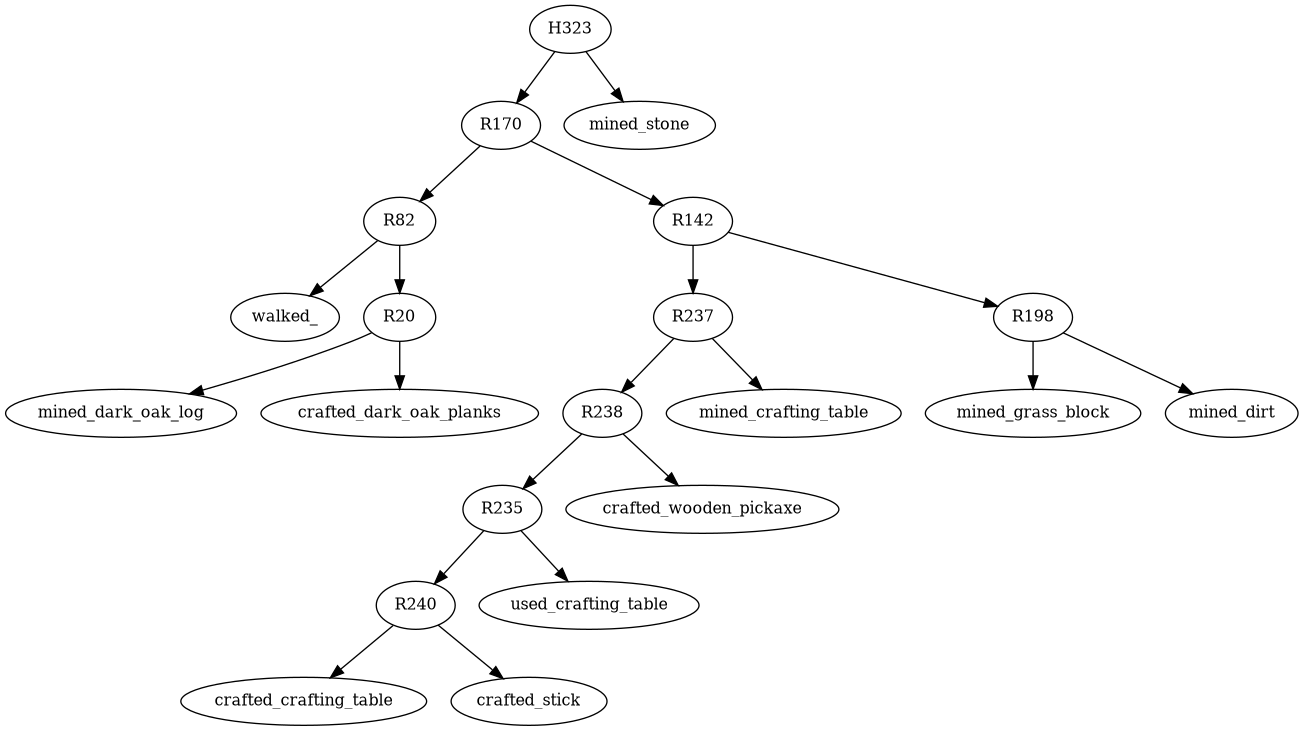 H323
R170
mined_stone
R82
R142
walked_
R20
R237
R198
mined_dark_oak_log
crafted_dark_oak_planks
R238
mined_crafting_table
mined_grass_block
mined_dirt
R235
crafted_wooden_pickaxe
R240
used_crafting_table
crafted_crafting_table
crafted_stick